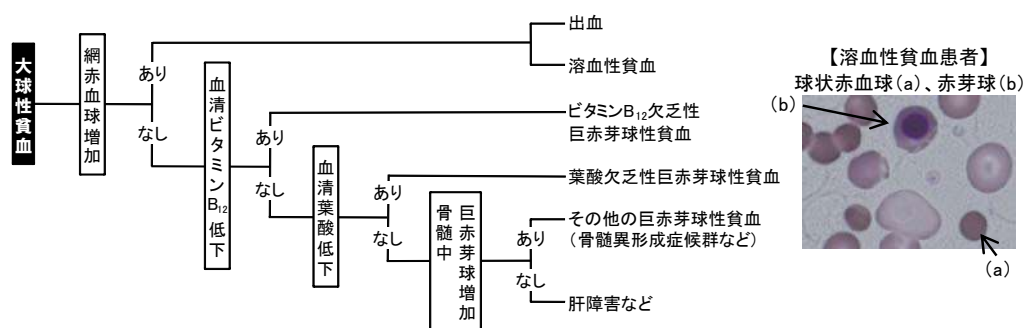 大球性貧血
網赤血球増加
あり
なし
出血
溶血性貧血
血清ビタミンB₁₂低下
あり
なし
ビタミンB₁₂欠乏性
巨赤芽球性貧血
血清葉酸低下
あり
なし
葉酸欠乏性巨赤芽球性貧血
骨髄中
巨赤芽球増加
あり
なし
その他の巨赤芽球性貧血
（骨髄異形成症候群など）
肝障害など
【溶血性貧血患者】
球状赤血球(a)、赤芽球(b)
(b)
(a)